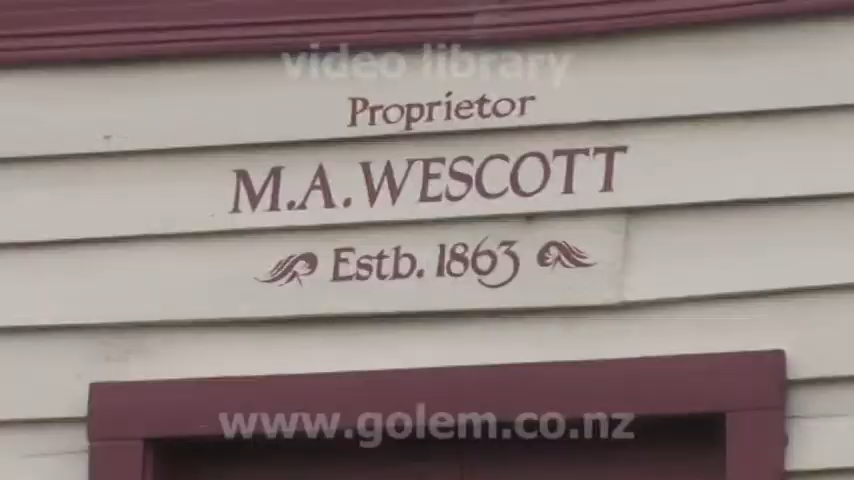 video library
Proprietor
M.A. WESCOTT
Estb. 1863
www.golem.co.nz